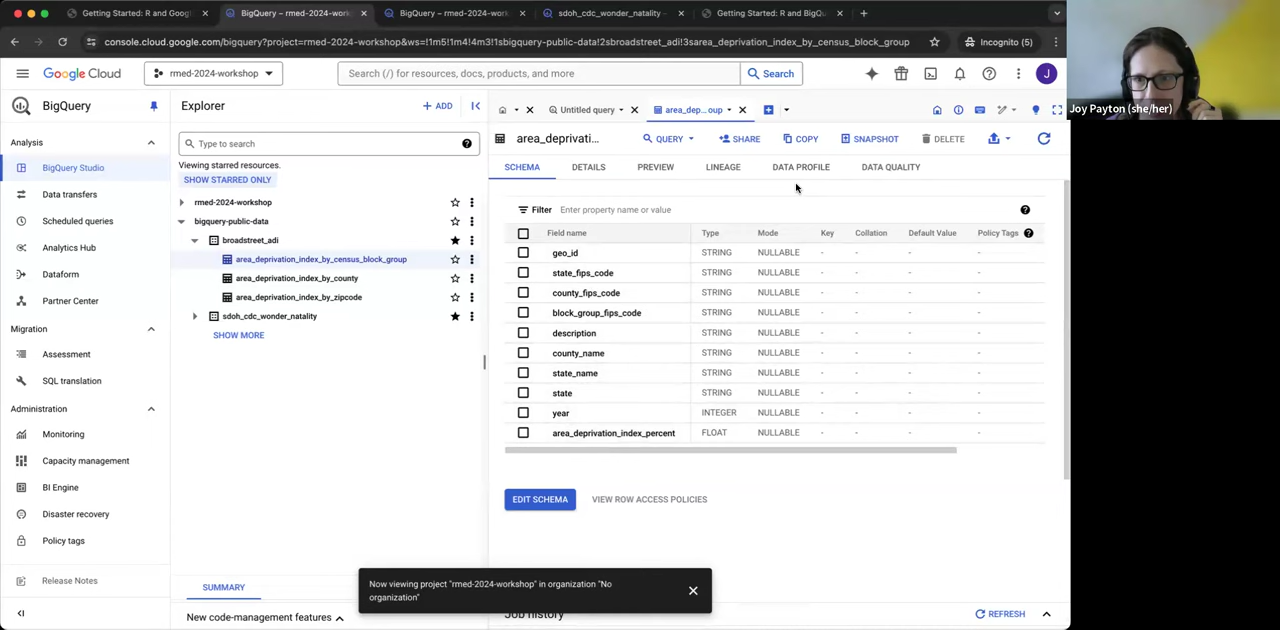 Getting Started: R and Goog
BigQuery – rmed-2024-work
BigQuery – rmed-2024-work
sdoh_cdc_wonder_natality –
Getting Started: R and BigQu
console.cloud.google.com/bigquery?project=rmed-2024-workshop&ws=!1m5!1m4!4m3!1sbigquery-public-data!2sbroadstreet_adi!3sarea_deprivation_index_by_census_block_group
Incognito (5)
Google Cloud
rmed-2024-workshop
Search (/) for resources, docs, products, and more
Search
J
Joy Payton (she/her)
BigQuery
Analysis
BigQuery Studio
Data transfers
Scheduled queries
Analytics Hub
Dataform
Partner Center
Migration
Assessment
SQL translation
Administration
Monitoring
Capacity management
BI Engine
Disaster recovery
Policy tags
Release Notes
Explorer
+ ADD
Type to search
Viewing starred resources.
SHOW STARRED ONLY
rmed-2024-workshop
bigquery-public-data
broadstreet_adi
area_deprivation_index_by_census_block_group
area_deprivation_index_by_county
area_deprivation_index_by_zipcode
sdoh_cdc_wonder_natality
SHOW MORE
SUMMARY
New code-management features
Untitled query
area_dep...oup
area_deprivati...
QUERY
SHARE
COPY
SNAPSHOT
DELETE
SCHEMA DETAILS PREVIEW LINEAGE DATA PROFILE DATA QUALITY
Filter Enter property name or value
Field name Type Mode Key Collation Default Value Policy Tags
geo_id STRING NULLABLE - - - -
state_fips_code STRING NULLABLE - - - -
county_fips_code STRING NULLABLE - - - -
block_group_fips_code STRING NULLABLE - - - -
description STRING NULLABLE - - - -
county_name STRING NULLABLE - - - -
state_name STRING NULLABLE - - - -
state STRING NULLABLE - - - -
year INTEGER NULLABLE - - - -
area_deprivation_index_percent FLOAT NULLABLE - - - -
EDIT SCHEMA
VIEW ROW ACCESS POLICIES
Now viewing project "rmed-2024-workshop" in organization "No
organization"
Job history
REFRESH